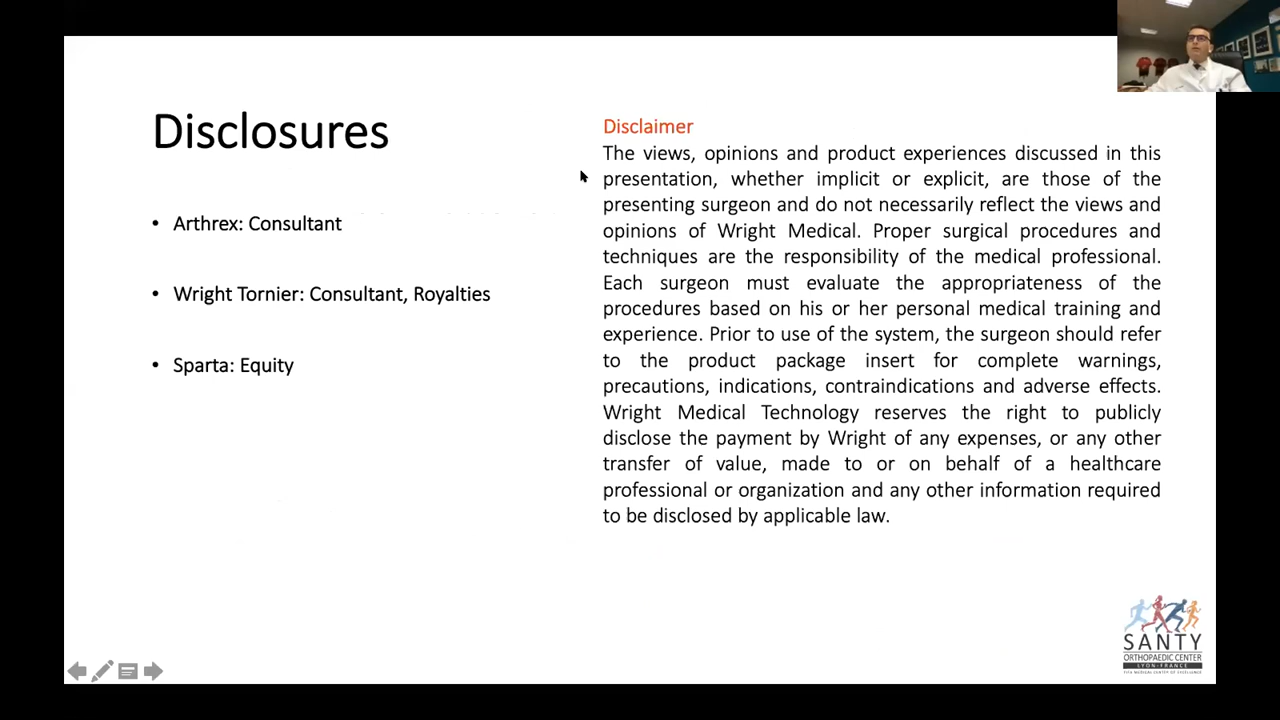 Disclosures
• Arthrex: Consultant
• Wright Tornier: Consultant, Royalties
• Sparta: Equity
Disclaimer
The views, opinions and product experiences discussed in this
presentation, whether implicit or explicit, are those of the
presenting surgeon and do not necessarily reflect the views and
opinions of Wright Medical. Proper surgical procedures and
techniques are the responsibility of the medical professional.
Each surgeon must evaluate the appropriateness of the
procedures based on his or her personal medical training and
experience. Prior to use of the system, the surgeon should refer
to the product package insert for complete warnings,
precautions, indications, contraindications and adverse effects.
Wright Medical Technology reserves the right to publicly
disclose the payment by Wright of any expenses, or any other
transfer of value, made to or on behalf of a healthcare
professional or organization and any other information required
to be disclosed by applicable law.
SANTY
ORTHOPAEDIC CENTER
LYON-FRANCE
FIFA MEDICAL CENTER OF EXCELLENCE